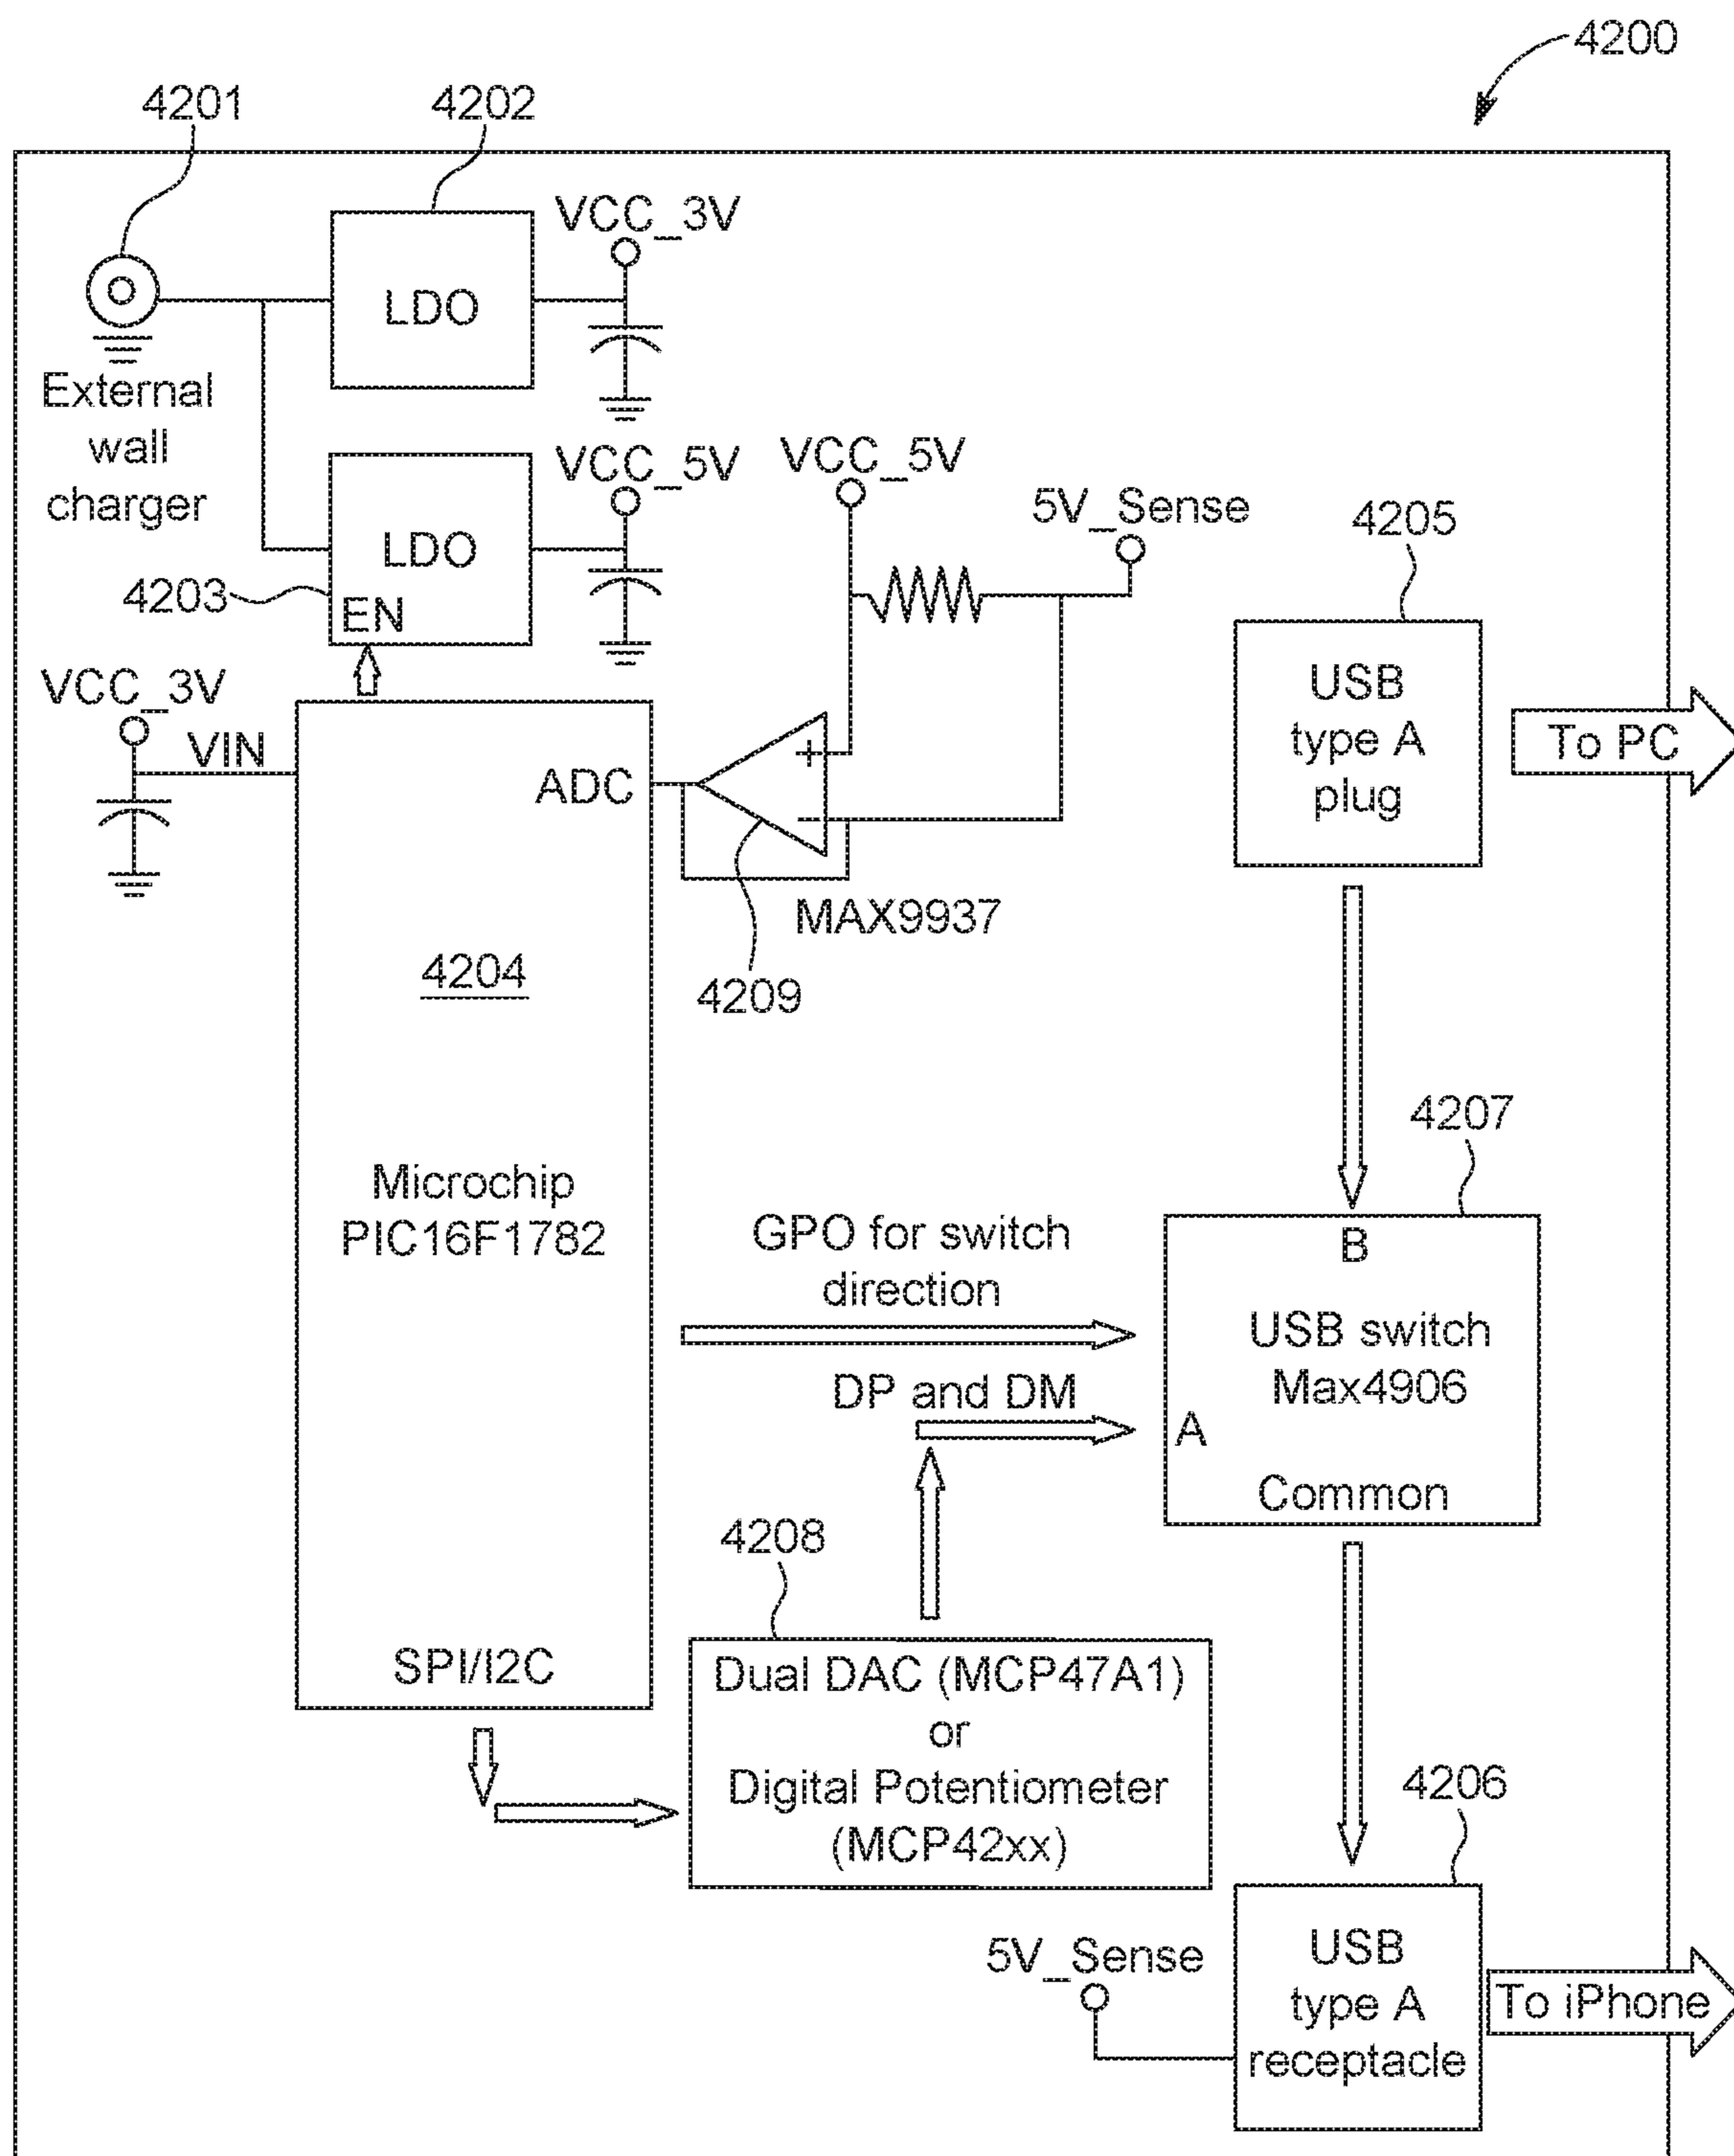 4200
4201
4202
VCC_3V
LDO
External
wall
charger
VCC_5V
VCC_5V
5V_Sense
LDO
4203
EN
4205
VCC_3V
VIN
ADC
USB
type A
plug
To PC
MAX9937
4204
4209
4207
Microchip
PIC16F1782
GPO for switch
direction
B
USB switch
Max4906
DP and DM
A
Common
4208
SPI/I2C
Dual DAC (MCP47A1)
or
Digital Potentiometer
(MCP42xx)
4206
5V_Sense
USB
type A
receptacle
To iPhone